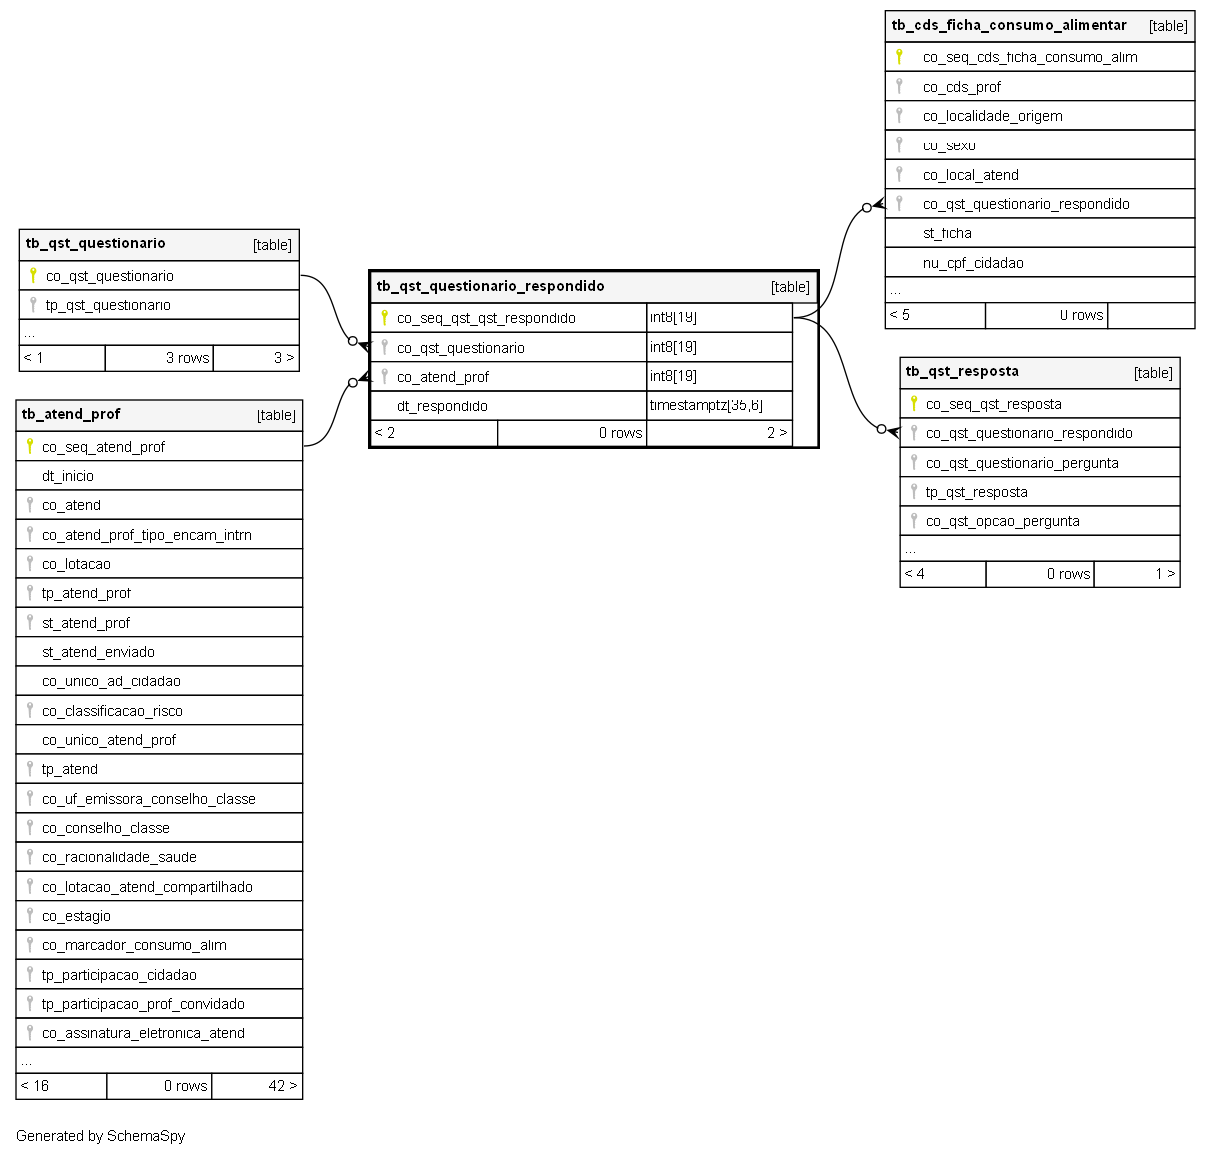 tb_cds_ficha_consumo_alimentar [table]
co_seq_cds_ficha_consumo_alim
co_cds_prof
co_localidade_origem
co_sexo
co_local_atend
co_qst_questionario_respondido
st_ficha
nu_cpf_cidadao
...
< 5 0 rows
tb_qst_questionario [table]
co_qst_questionario
tp_qst_questionario
...
< 1 3 rows 3 >
tb_qst_questionario_respondido [table]
co_seq_qst_qst_respondido int8[19]
co_qst_questionario int8[19]
co_atend_prof int8[19]
dt_respondido timestamptz[35,6]
< 2 0 rows 2 >
tb_qst_resposta [table]
co_seq_qst_resposta
co_qst_questionario_respondido
co_qst_questionario_pergunta
tp_qst_resposta
co_qst_opcao_pergunta
...
< 4 0 rows 1 >
tb_atend_prof [table]
co_seq_atend_prof
dt_inicio
co_atend
co_atend_prof_tipo_encam_intrn
co_lotacao
tp_atend_prof
st_atend_prof
st_atend_enviado
co_unico_ad_cidadao
co_classificacao_risco
co_unico_atend_prof
tp_atend
co_uf_emissora_conselho_classe
co_conselho_classe
co_racionalidade_saude
co_lotacao_atend_compartilhado
co_estagio
co_marcador_consumo_alim
tp_participacao_cidadao
tp_participacao_prof_convidado
co_assinatura_eletronica_atend
...
< 16 0 rows 42 >
Generated by SchemaSpy